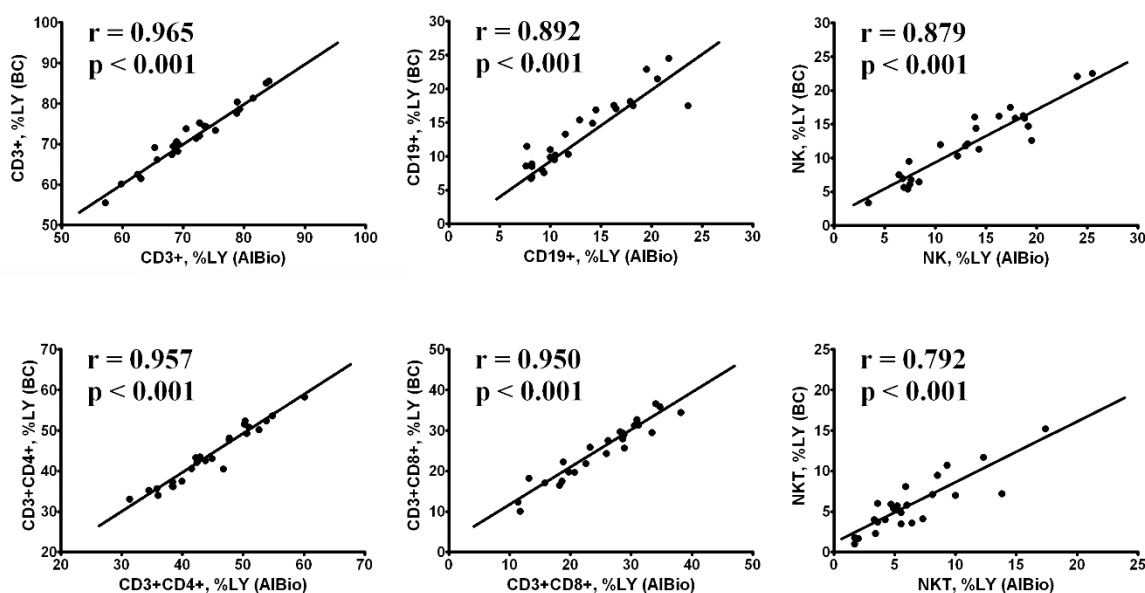 r = 0.965
p < 0.001
100
90
80
70
60
50
CD3+, %LY (BC)
50 60 70 80 90 100
CD3+, %LY (AlBio)
r = 0.892
p < 0.001
30
25
20
15
10
5
0
CD19+, %LY (BC)
0 5 10 15 20 25 30
CD19+, %LY (AlBio)
r = 0.879
p < 0.001
30
25
20
15
10
5
0
NK, %LY (BC)
0 5 10 15 20 25 30
NK, %LY (AlBio)
r = 0.957
p < 0.001
70
60
50
40
30
20
CD3+CD4+, %LY (BC)
20 30 40 50 60 70
CD3+CD4+, %LY (AlBio)
r = 0.950
p < 0.001
50
40
30
20
10
0
CD3+CD8+, %LY (BC)
0 10 20 30 40 50
CD3+CD8+, %LY (AlBio)
r = 0.792
p < 0.001
25
20
15
10
5
0
NKT, %LY (BC)
0 5 10 15 20 25
NKT, %LY (AlBio)